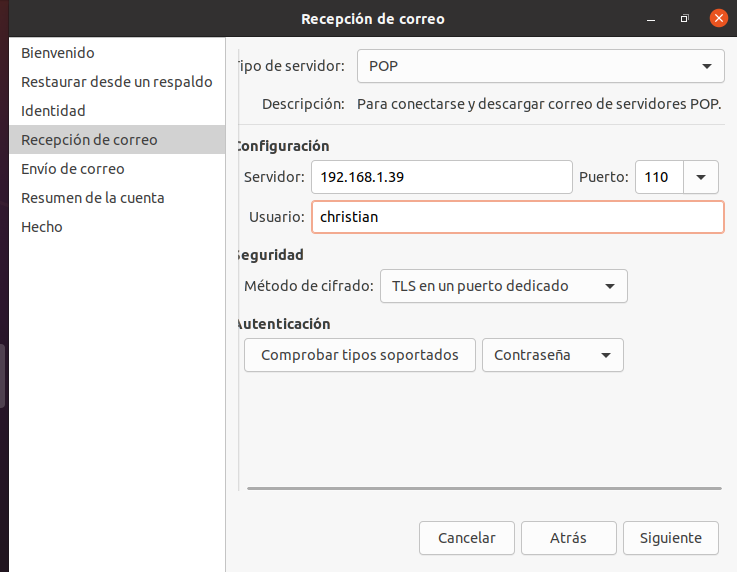 Recepción de correo
Bienvenido
Restaurar desde un respaldo
Identidad
Recepción de correo
Envío de correo
Resumen de la cuenta
Hecho
Tipo de servidor: POP
Descripción: Para conectarse y descargar correo de servidores POP.
Configuración
Servidor: 192.168.1.39 Puerto: 110
Usuario: christian
Seguridad
Método de cifrado: TLS en un puerto dedicado
Autenticación
Comprobar tipos soportados Contraseña
Cancelar Atrás Siguiente